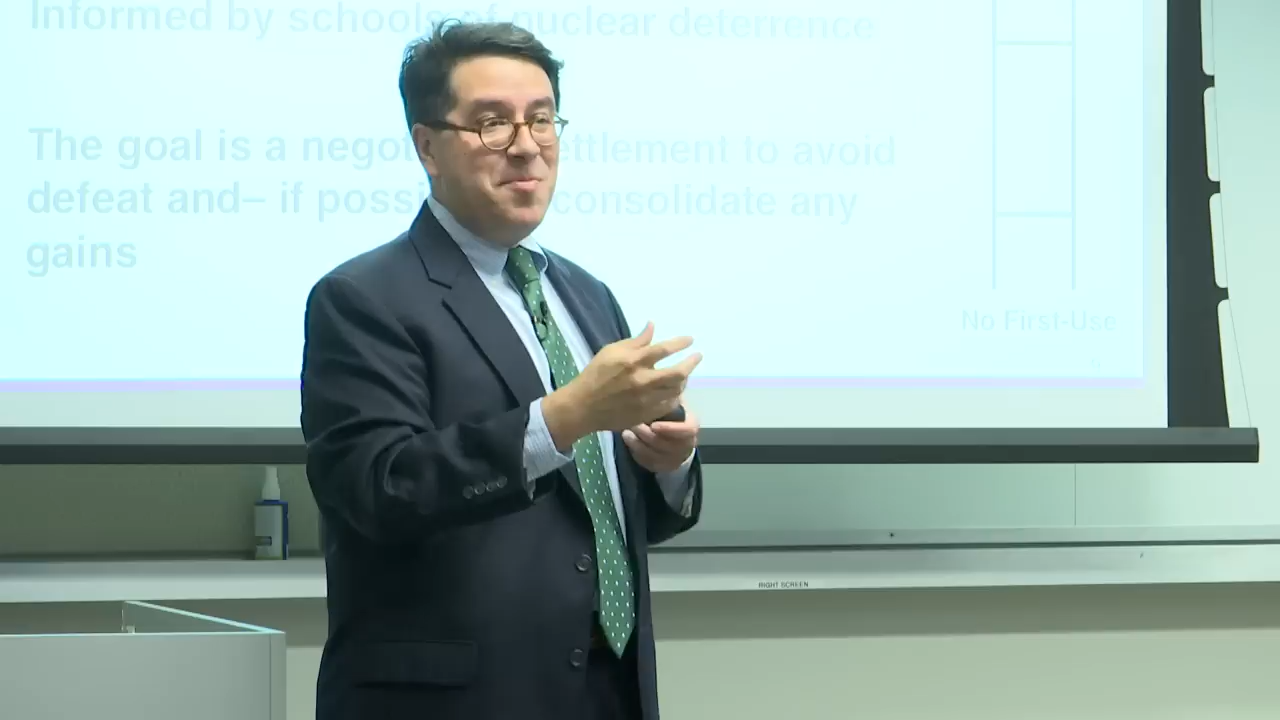 Informed by schools of nuclear deterrence
The goal is a negot ettlement to avoid
defeat and– if possi consolidate any
gains
No First-Use
RIGHT SCREEN